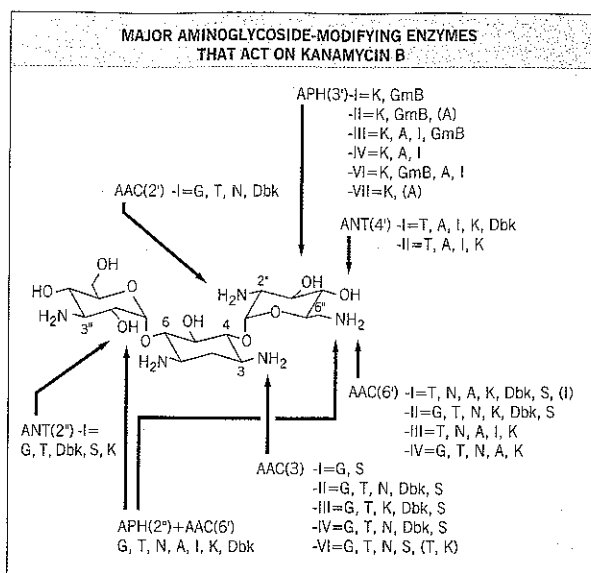 MAJOR AMINOGLYCOSIDE-MODIFYING ENZYMES
THAT ACT ON KANAMYCIN B
APH(3')-I=K, GmB
-II=K, GmB, (A)
-III=K, A, I, GmB
-IV=K, A, I
-VI=K, GmB, A, I
-VII=K, (A)
AAC(2') -I=G, T, N, Dbk
ANT(4') -I=T, A, I, K, Dbk
-II=T, A, I, K
OH
HO
H₂N
3"
OH
O
O
6
OH
4
H₂N
3
NH₂
O
H₂N
2"
OH
OH
O
6"
NH₂
ANT(2") -I=
G, T, Dbk, S, K
AAC(6') -I=T, N, A, K, Dbk, S, (I)
-II=G, T, N, K, Dbk, S
-III=T, N, A, I, K
-IV=G, T, N, A, K
AAC(3) -I=G, S
-II=G, T, N, Dbk, S
-III=G, T, K, Dbk, S
-IV=G, T, N, Dbk, S
-VI=G, T, N, S, (T, K)
APH(2")+AAC(6')
G, T, N, A, I, K, Dbk